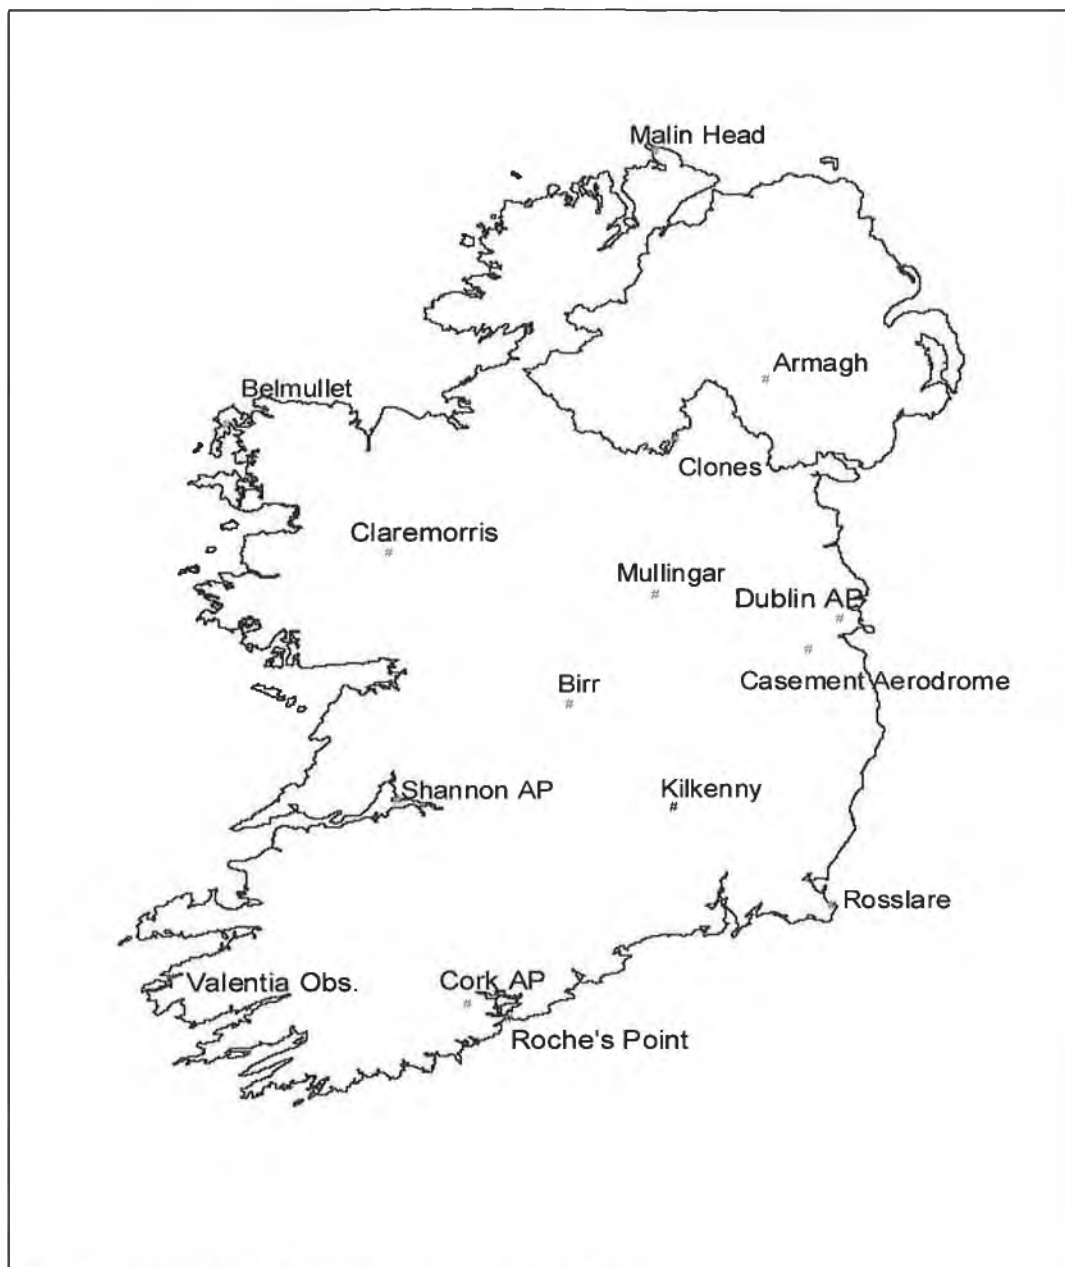 Malin Head
Armagh
Belmullet
Clones
Claremorris
Mullingar
Dublin AP
Casement Aerodrome
Birr
Shannon AP
Kilkenny
Rosslare
Valentia Obs.
Cork AP
Roche's Point